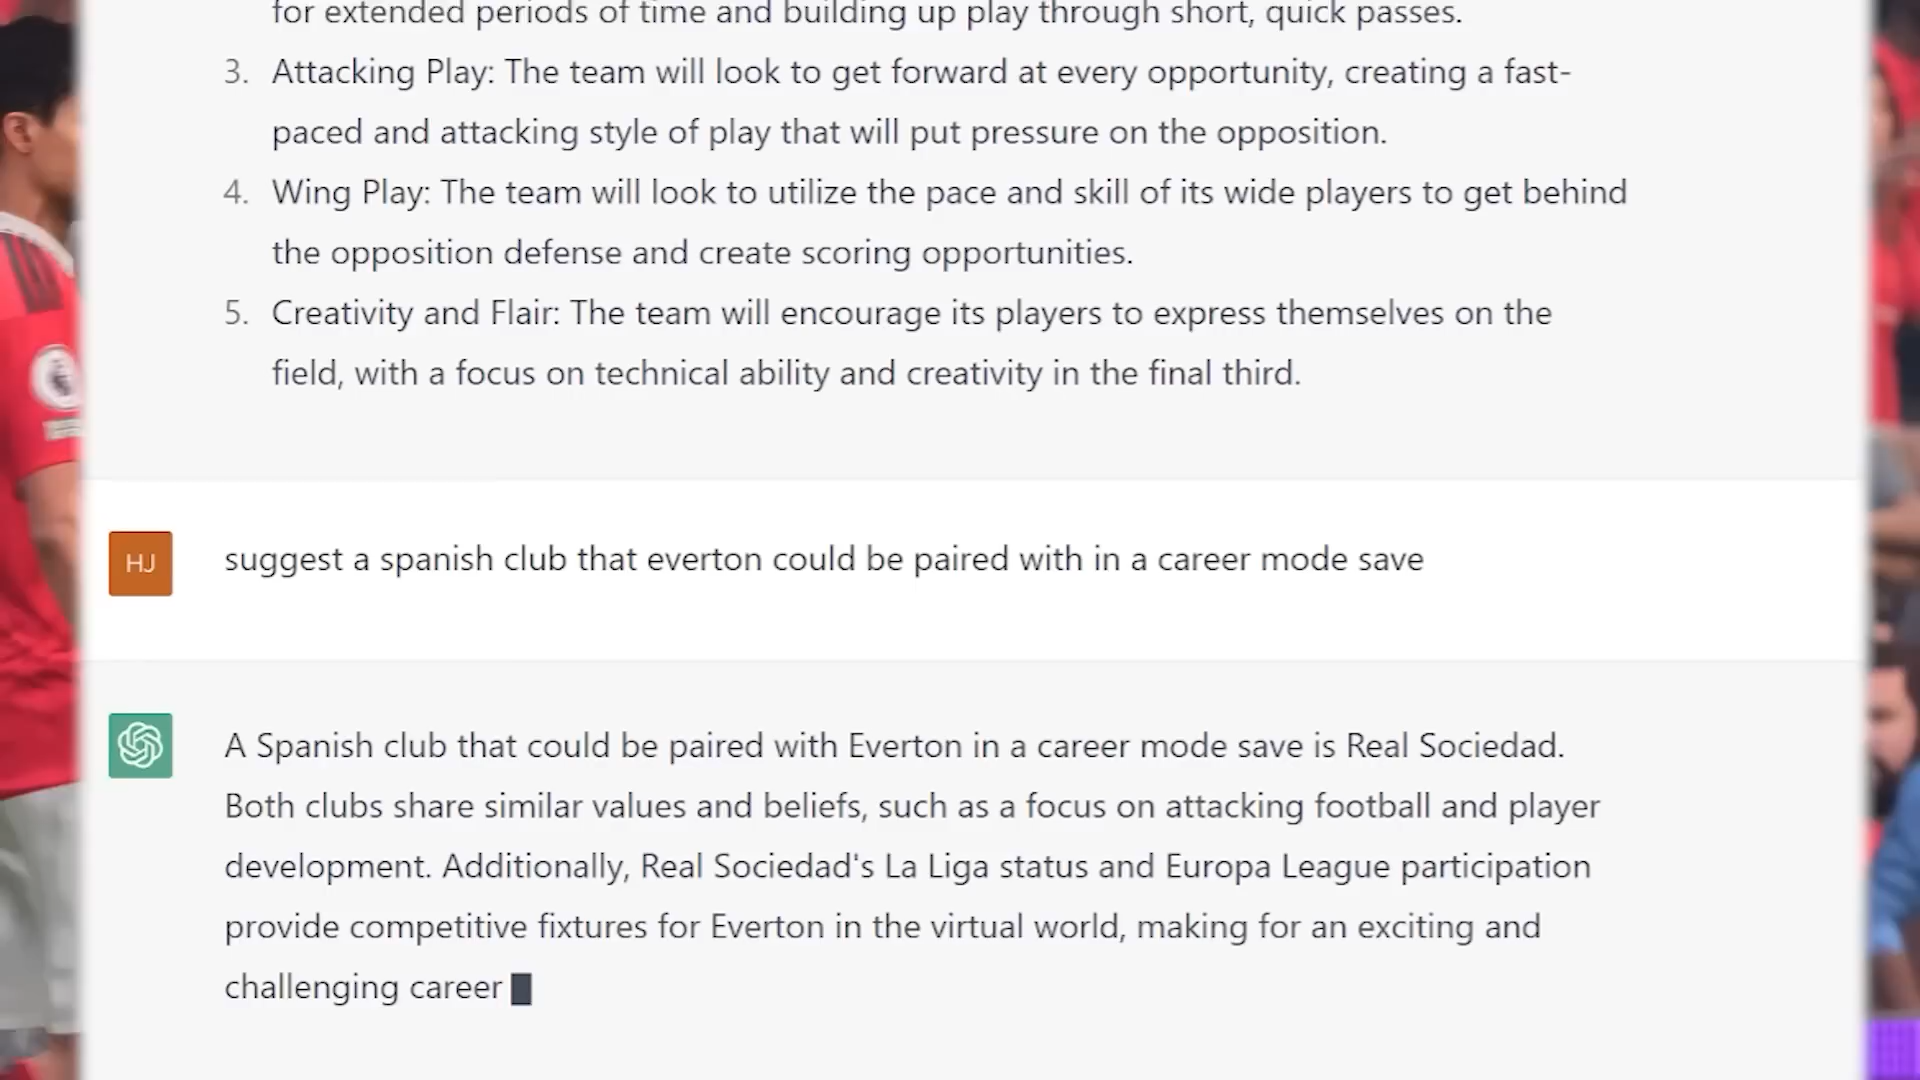 for extended periods of time and building up play through short, quick passes.
3. Attacking Play: The team will look to get forward at every opportunity, creating a fast-
paced and attacking style of play that will put pressure on the opposition.
4. Wing Play: The team will look to utilize the pace and skill of its wide players to get behind
the opposition defense and create scoring opportunities.
5. Creativity and Flair: The team will encourage its players to express themselves on the
field, with a focus on technical ability and creativity in the final third.
HJ
suggest a spanish club that everton could be paired with in a career mode save
A Spanish club that could be paired with Everton in a career mode save is Real Sociedad.
Both clubs share similar values and beliefs, such as a focus on attacking football and player
development. Additionally, Real Sociedad's La Liga status and Europa League participation
provide competitive fixtures for Everton in the virtual world, making for an exciting and
challenging career